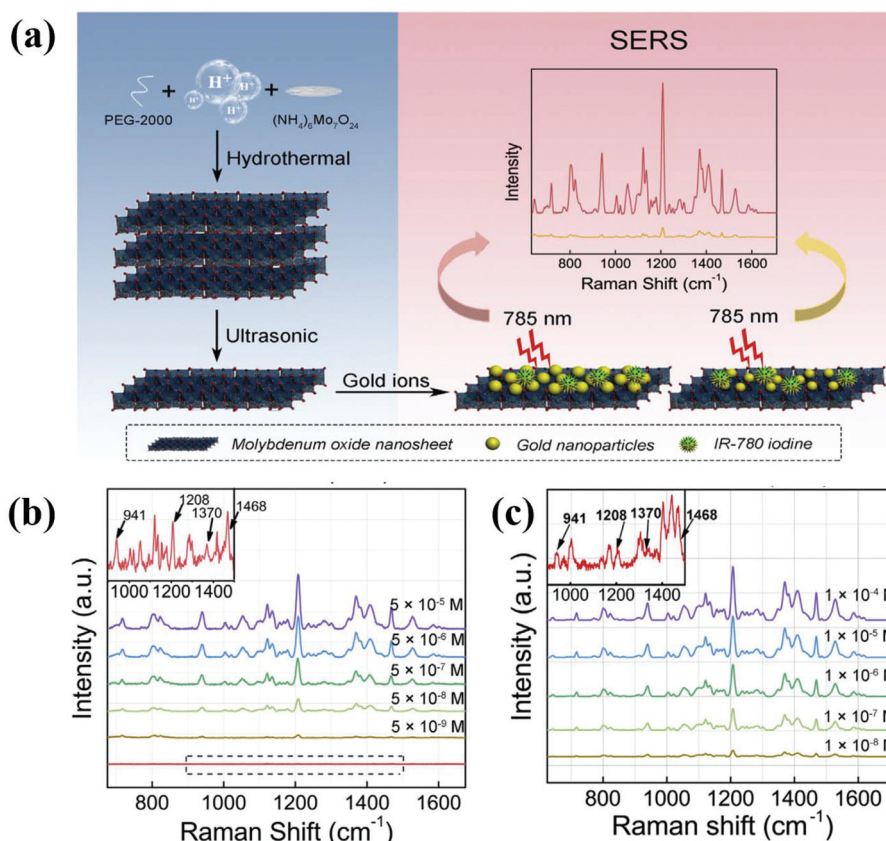 (a)
SERS
H⁺
H⁺
H⁺
H⁺
PEG-2000 + + (NH₄)₆Mo₇O₂₄
Hydrothermal
Ultrasonic
Gold ions
Intensity
800 1000 1200 1400 1600
Raman Shift (cm⁻¹)
785 nm
785 nm
Molybdenum oxide nanosheet Gold nanoparticles IR-780 iodine
(b)
941
1208
1370
1468
1000 1200 1400
5 × 10⁻⁵ M
5 × 10⁻⁶ M
5 × 10⁻⁷ M
5 × 10⁻⁸ M
5 × 10⁻⁹ M
Intensity (a.u.)
800 1000 1200 1400 1600
Raman Shift (cm⁻¹)
(c)
941
1208
1370
1468
1000 1200 1400
1 × 10⁻⁴ M
1 × 10⁻⁵ M
1 × 10⁻⁶ M
1 × 10⁻⁷ M
1 × 10⁻⁸ M
Intensity (a.u.)
800 1000 1200 1400 1600
Raman shift (cm⁻¹)